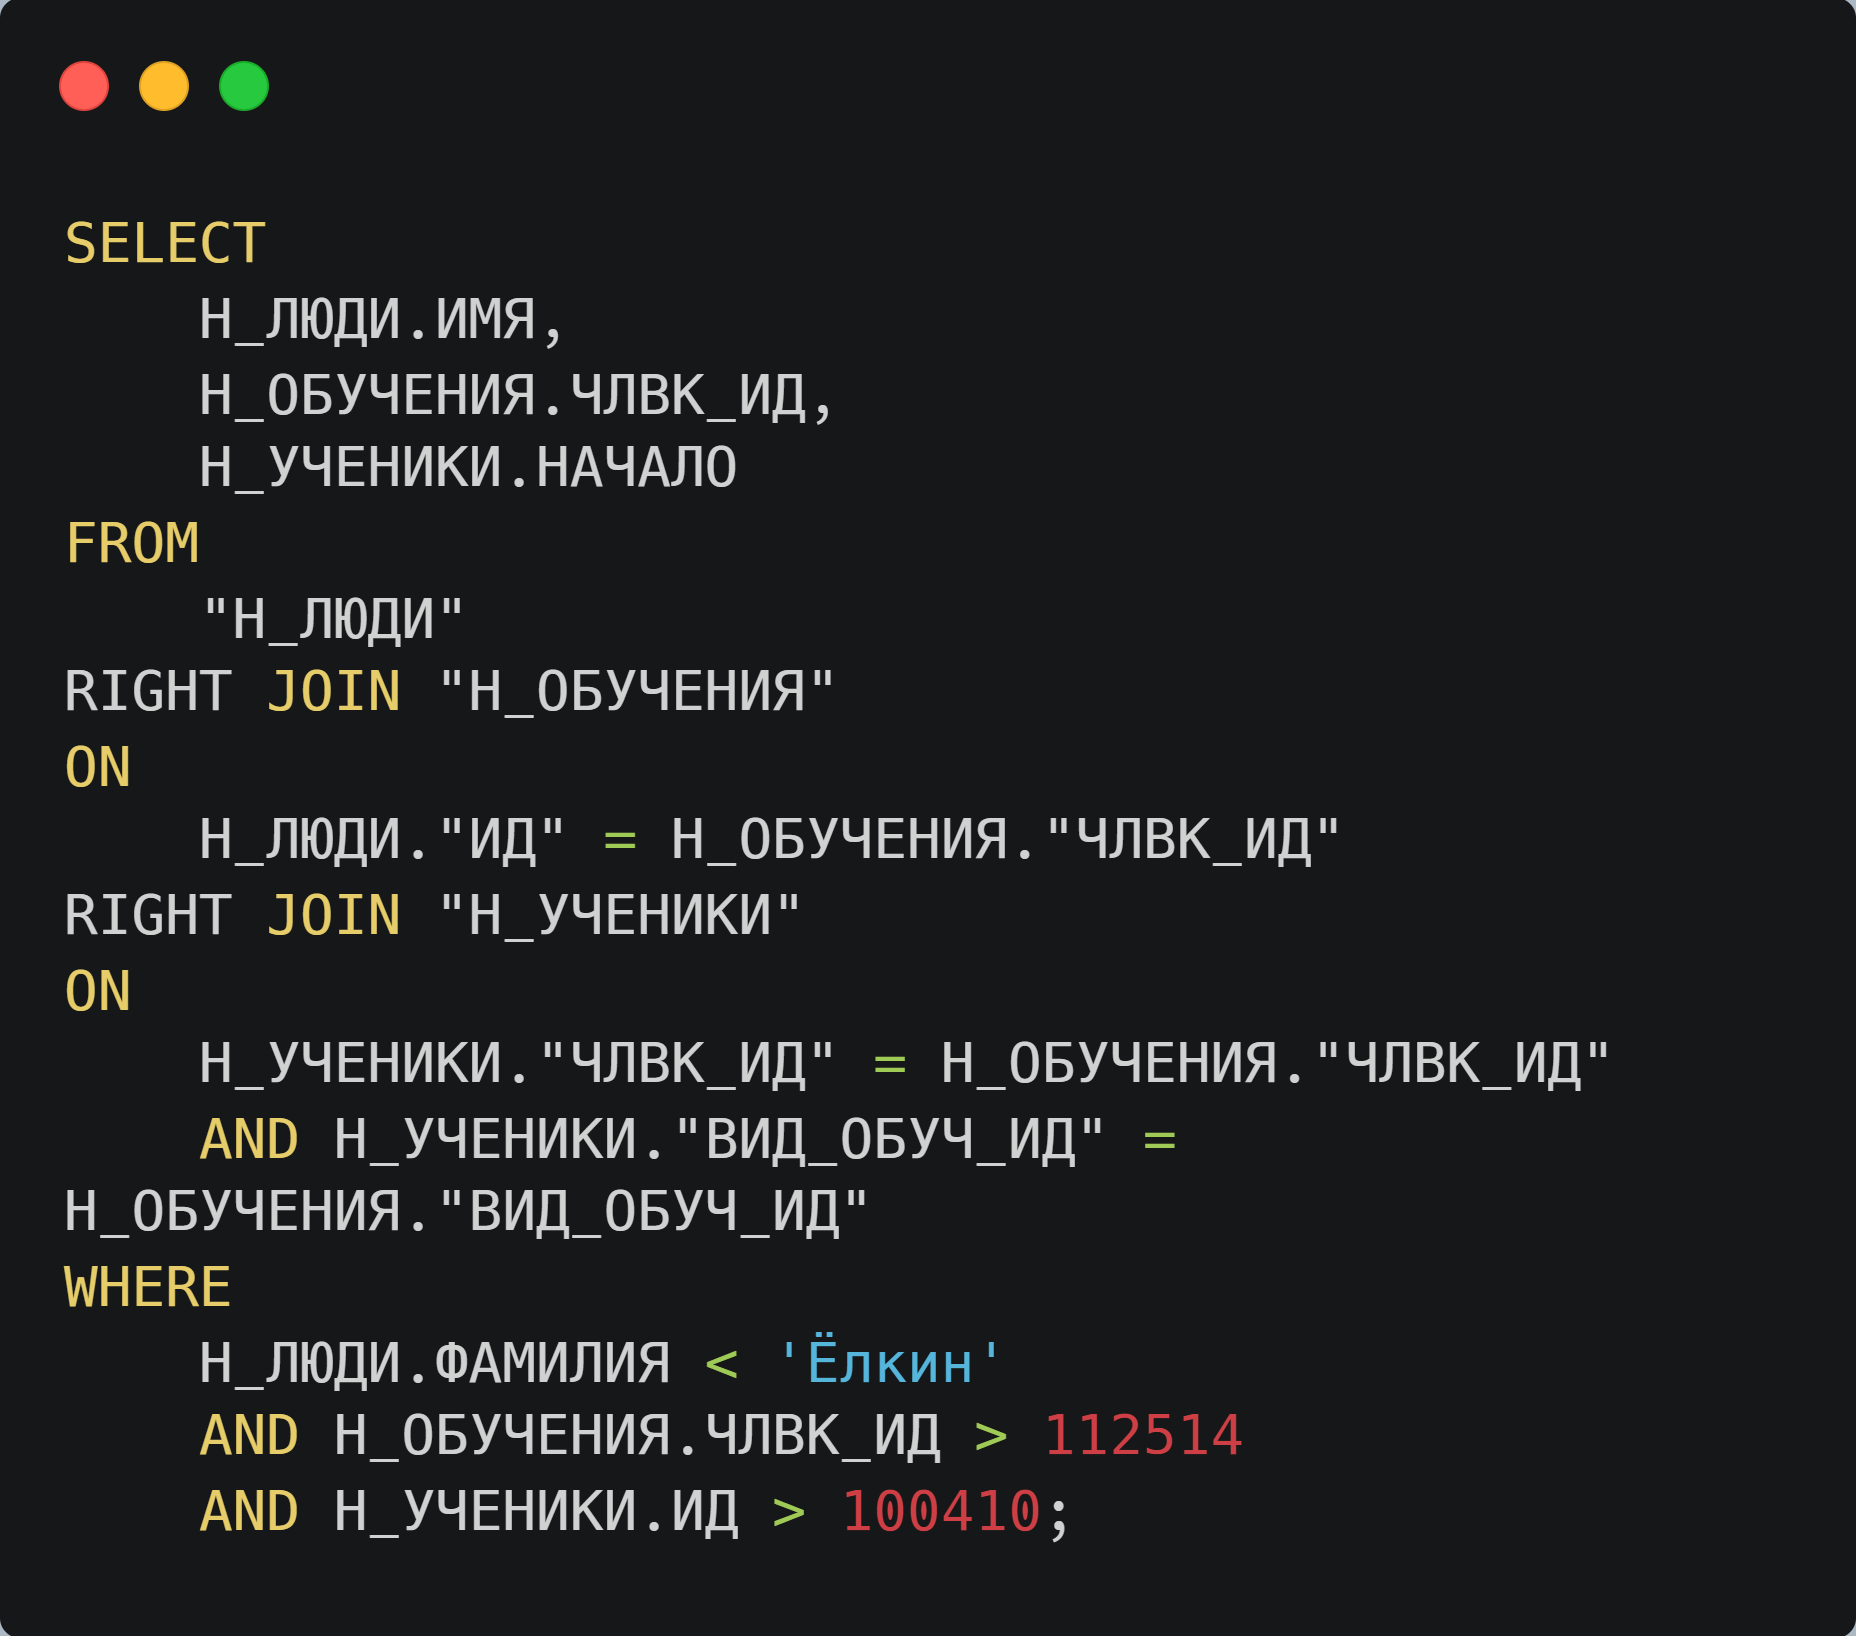 SELECT
    Н_ЛЮДИ.ИМЯ,
    Н_ОБУЧЕНИЯ.ЧЛВК_ИД,
    Н_УЧЕНИКИ.НАЧАЛО
FROM
    "Н_ЛЮДИ"
RIGHT JOIN "Н_ОБУЧЕНИЯ"
ON
    Н_ЛЮДИ."ИД" = Н_ОБУЧЕНИЯ."ЧЛВК_ИД"
RIGHT JOIN "Н_УЧЕНИКИ"
ON
    Н_УЧЕНИКИ."ЧЛВК_ИД" = Н_ОБУЧЕНИЯ."ЧЛВК_ИД"
    AND Н_УЧЕНИКИ."ВИД_ОБУЧ_ИД" =
Н_ОБУЧЕНИЯ."ВИД_ОБУЧ_ИД"
WHERE
    Н_ЛЮДИ.ФАМИЛИЯ < 'Ёлкин'
    AND Н_ОБУЧЕНИЯ.ЧЛВК_ИД > 112514
    AND Н_УЧЕНИКИ.ИД > 100410;